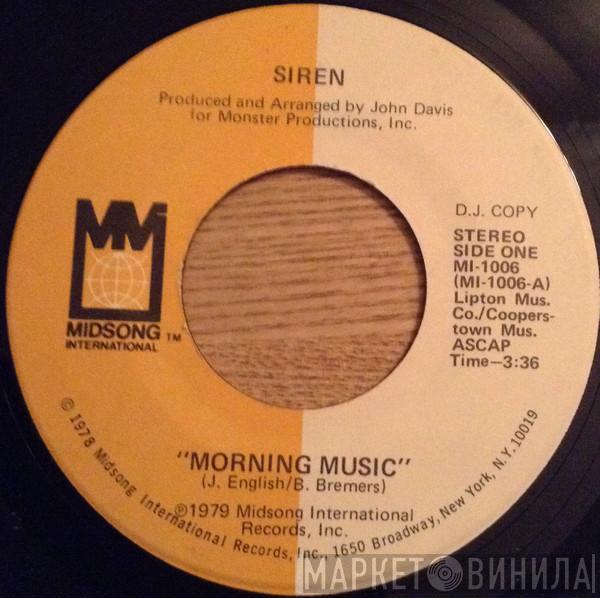 SIREN
Produced and Arranged by John Davis
for Monster Productions, Inc.
MM
MIDSONG TM
INTERNATIONAL
D.J. COPY
STEREO
SIDE ONE
MI-1006
(MI-1006-A)
Lipton Mus.
Co./Coopers-
town Mus.
ASCAP
Time—3:36
"MORNING MUSIC"
(J. English/B. Bremers)
℗1979 Midsong International
Records, Inc.
© 1978 Midsong International Records, Inc., 1650 Broadway, New York, N.Y. 10019
МАРКЕТ ВИНИЛА